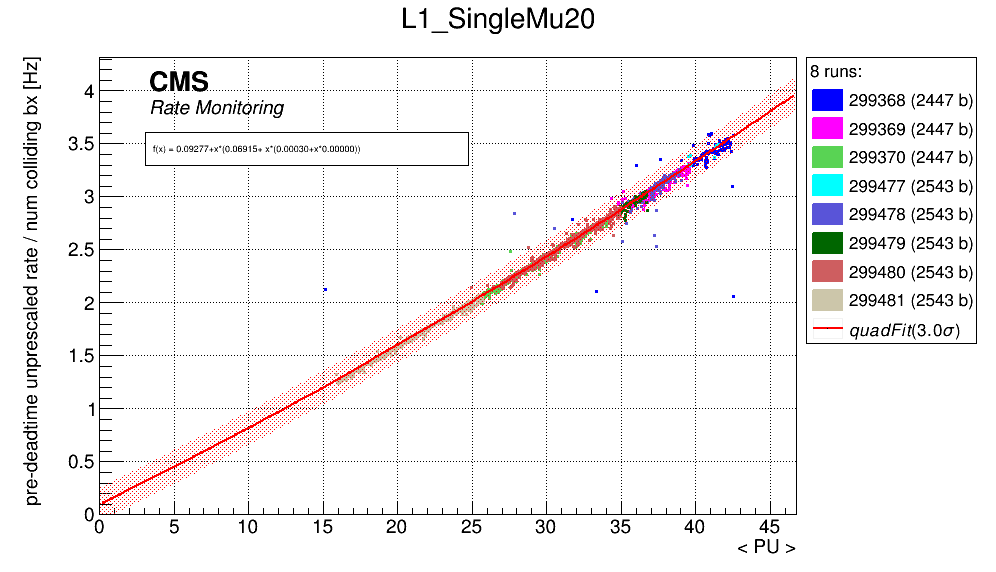 L1_SingleMu20
pre-deadtime unprescaled rate / num colliding bx [Hz]
CMS
Rate Monitoring
f(x) = 0.09277+x*(0.06915+ x*(0.00030+x*0.00000))
4
3.5
3
2.5
2
1.5
1
0.5
0
0 5 10 15 20 25 30 35 40 45
< PU >
8 runs:
299368 (2447 b)
299369 (2447 b)
299370 (2447 b)
299477 (2543 b)
299478 (2543 b)
299479 (2543 b)
299480 (2543 b)
299481 (2543 b)
quadFit(3.0σ)